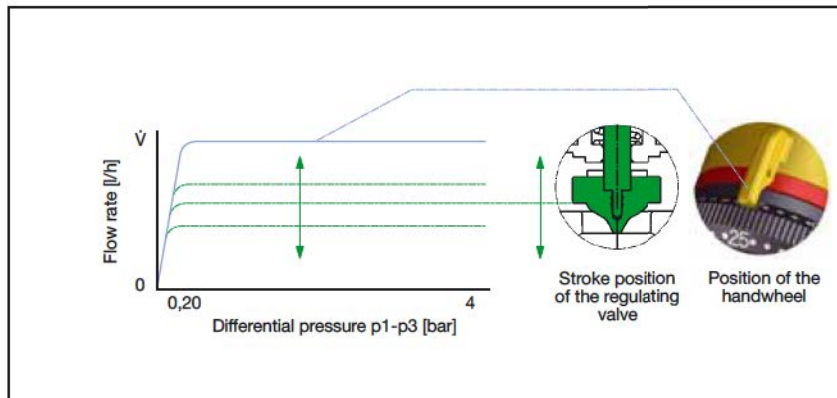 V̇
Flow rate [l/h]
0
0,20
4
Differential pressure p1-p3 [bar]
Stroke position
of the regulating
valve
25
Position of the
handwheel